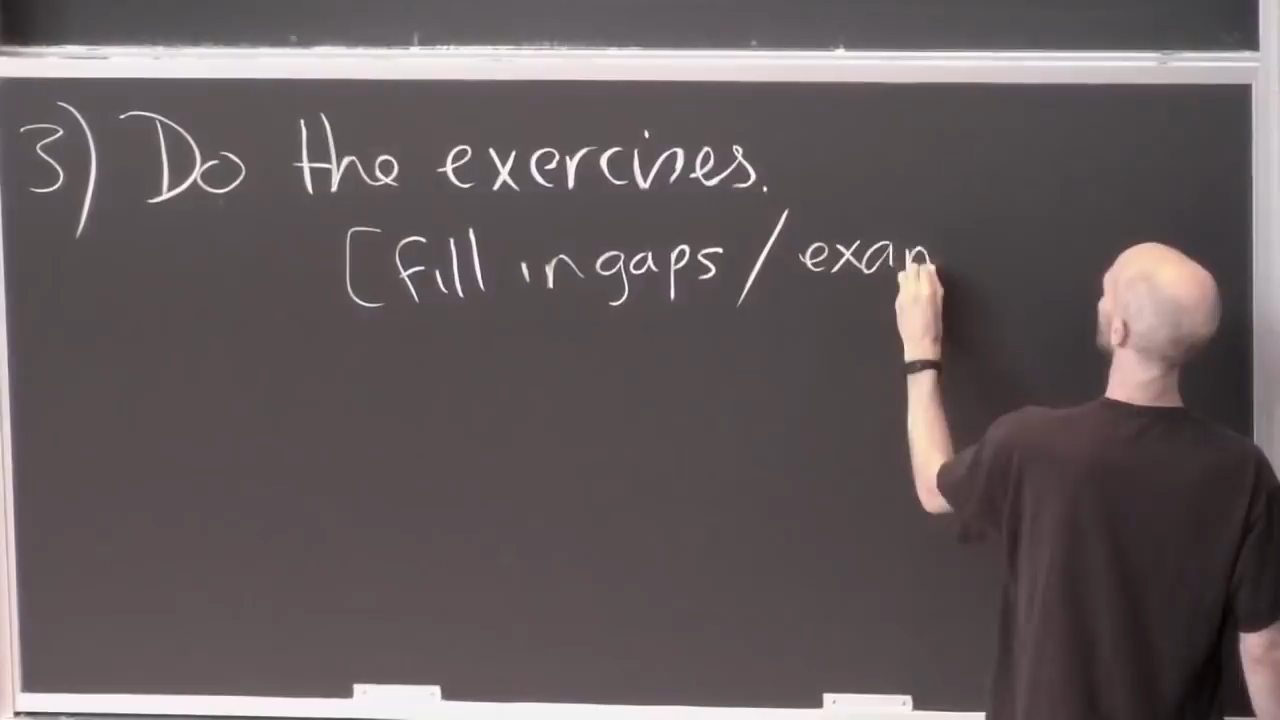 3) Do the exercises.
[fill in gaps / exam